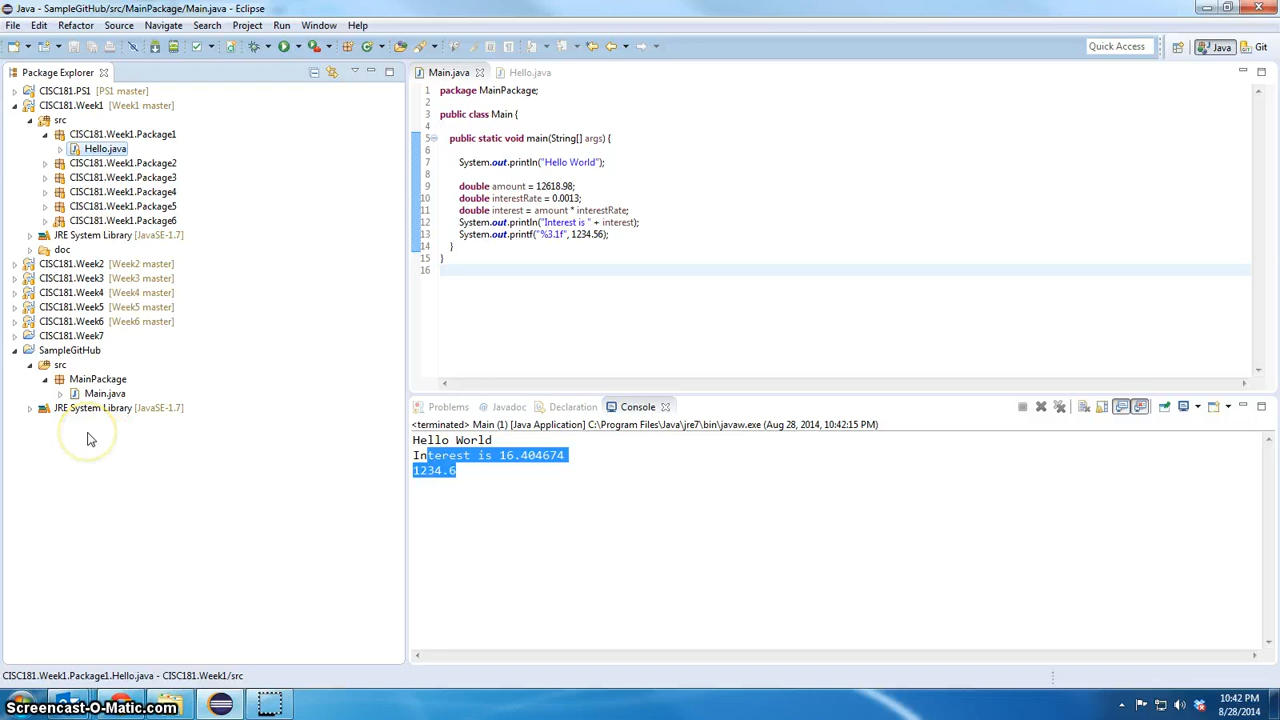 Java - SampleGitHub/src/MainPackage/Main.java - Eclipse
File Edit Refactor Source Navigate Search Project Run Window Help
Quick Access Java Git
Package Explorer
CISC181.PS1 [PS1 master]
CISC181.Week1 [Week1 master]
src
CISC181.Week1.Package1
Hello.java
CISC181.Week1.Package2
CISC181.Week1.Package3
CISC181.Week1.Package4
CISC181.Week1.Package5
CISC181.Week1.Package6
JRE System Library [JavaSE-1.7]
doc
CISC181.Week2 [Week2 master]
CISC181.Week3 [Week3 master]
CISC181.Week4 [Week4 master]
CISC181.Week5 [Week5 master]
CISC181.Week6 [Week6 master]
CISC181.Week7
SampleGitHub
src
MainPackage
Main.java
JRE System Library [JavaSE-1.7]
Main.java Hello.java
1 package MainPackage;
2
3 public class Main {
4
5 public static void main(String[] args) {
6
7 System.out.println("Hello World");
8
9 double amount = 12618.98;
10 double interestRate = 0.0013;
11 double interest = amount * interestRate;
12 System.out.println("Interest is " + interest);
13 System.out.printf("%3.1f", 1234.56);
14 }
15 }
16
Problems Javadoc Declaration Console
<terminated> Main (1) [Java Application] C:\Program Files\Java\jre7\bin\javaw.exe (Aug 28, 2014, 10:42:15 PM)
Hello World
Interest is 16.404674
1234.6
CISC181.Week1.Package1.Hello.java - CISC181.Week1/src
Screencast-O-Matic.com
10:42 PM
8/28/2014